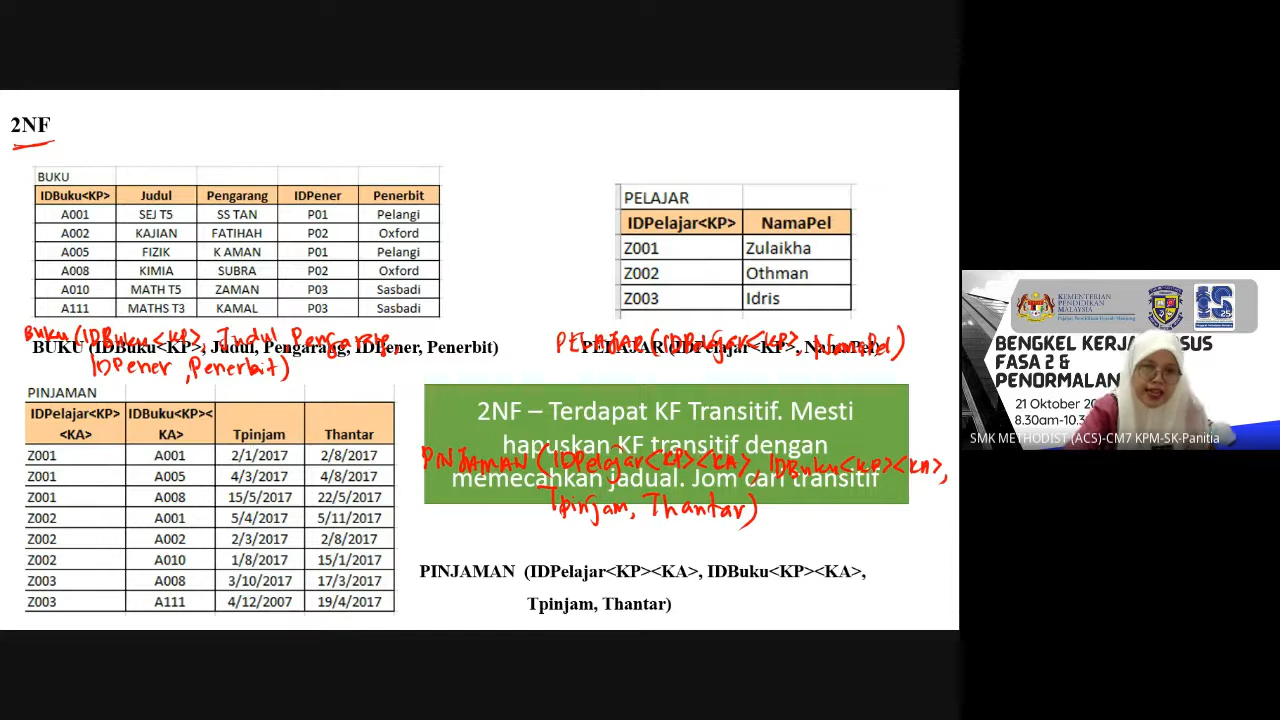 2NF
BUKU
IDBuku<KP> Judul Pengarang IDPener Penerbit
A001 SEJ T5 SS TAN P01 Pelangi
A002 KAJIAN FATIHAH P02 Oxford
A005 FIZIK K AMAN P01 Pelangi
A008 KIMIA SUBRA P02 Oxford
A010 MATH T5 ZAMAN P03 Sasbadi
A111 MATHS T3 KAMAL P03 Sasbadi
BUKU (IDBuku<KP>, Judul, Pengarang,
IDPener, Penerbit)
BUKU (IDBuku<KP>, Judul, Pengarang, IDPener, Penerbit)
PELAJAR
IDPelajar<KP> NamaPel
Z001 Zulaikha
Z002 Othman
Z003 Idris
PELAJAR (IDPelajar<KP>, NamaPel)
PELAJAR (IDPelajar<KP>, NamaPel)
PINJAMAN
IDPelajar<KP> IDBuku<KP><
<KA> KA> Tpinjam Thantar
Z001 A001 2/1/2017 2/8/2017
Z001 A005 4/3/2017 4/8/2017
Z001 A008 15/5/2017 22/5/2017
Z002 A001 5/4/2017 5/11/2017
Z002 A002 2/3/2017 2/8/2017
Z002 A010 1/8/2017 15/1/2017
Z003 A008 3/10/2017 17/3/2017
Z003 A111 4/12/2007 19/4/2017
2NF – Terdapat KF Transitif. Mesti
hapuskan KF transitif dengan
memecahkan jadual. Jom cari transitif
PINJAMAN (IDPelajar<KP><KA>, IDBuku<KP><KA>,
Tpinjam, Thantar)
PINJAMAN (IDPelajar<KP><KA>, IDBuku<KP><KA>,
Tpinjam, Thantar)
KEMENTERIAN
PENDIDIKAN
MALAYSIA
BENGKEL KERJA
FASA 2 &
PENORMALAN
21 Oktober
8.30am-10.3
SMK METHODIST (ACS)-CM7 KPM-SK-Panitia